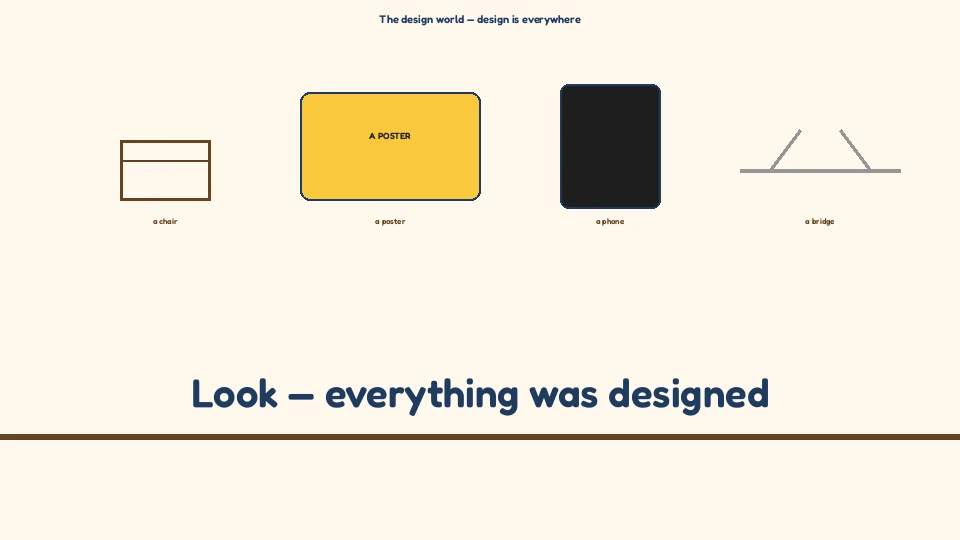 The design world — design is everywhere
A POSTER
a chair
a poster
a phone
a bridge
Look — everything was designed